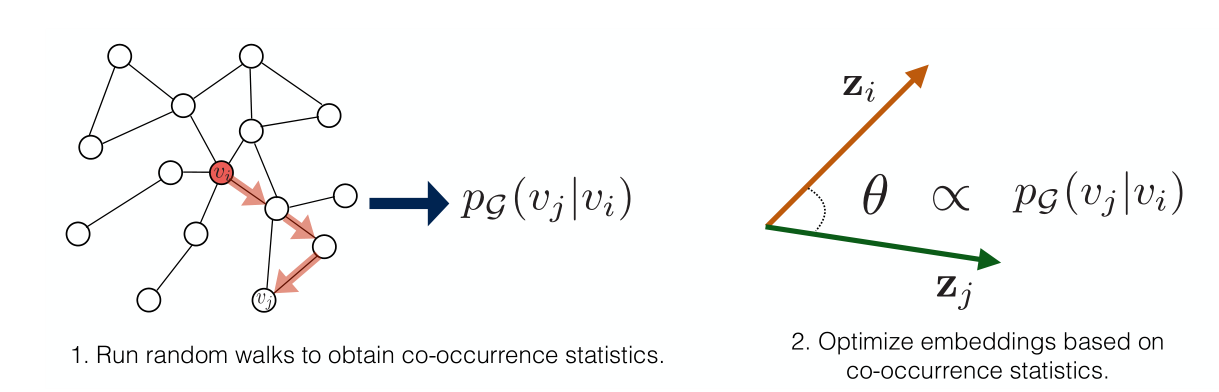 v_i
v_j
p_𝒢(v_j|v_i)
1. Run random walks to obtain co-occurrence statistics.
𝐳_i
θ ∝ p_𝒢(v_j|v_i)
𝐳_j
2. Optimize embeddings based on
co-occurrence statistics.